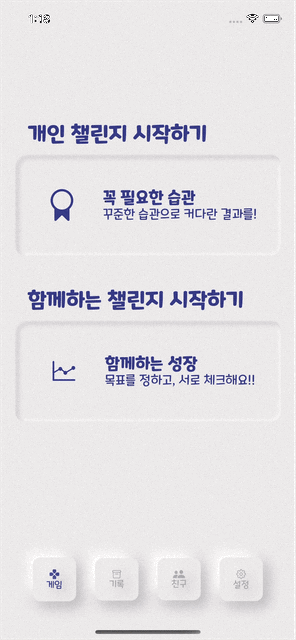 1:18
개인 챌린지 시작하기
꼭 필요한 습관
꾸준한 습관으로 커다란 결과를!
함께하는 챌린지 시작하기
함께하는 성장
목표를 정하고, 서로 체크해요!!
게임 기록 친구 설정